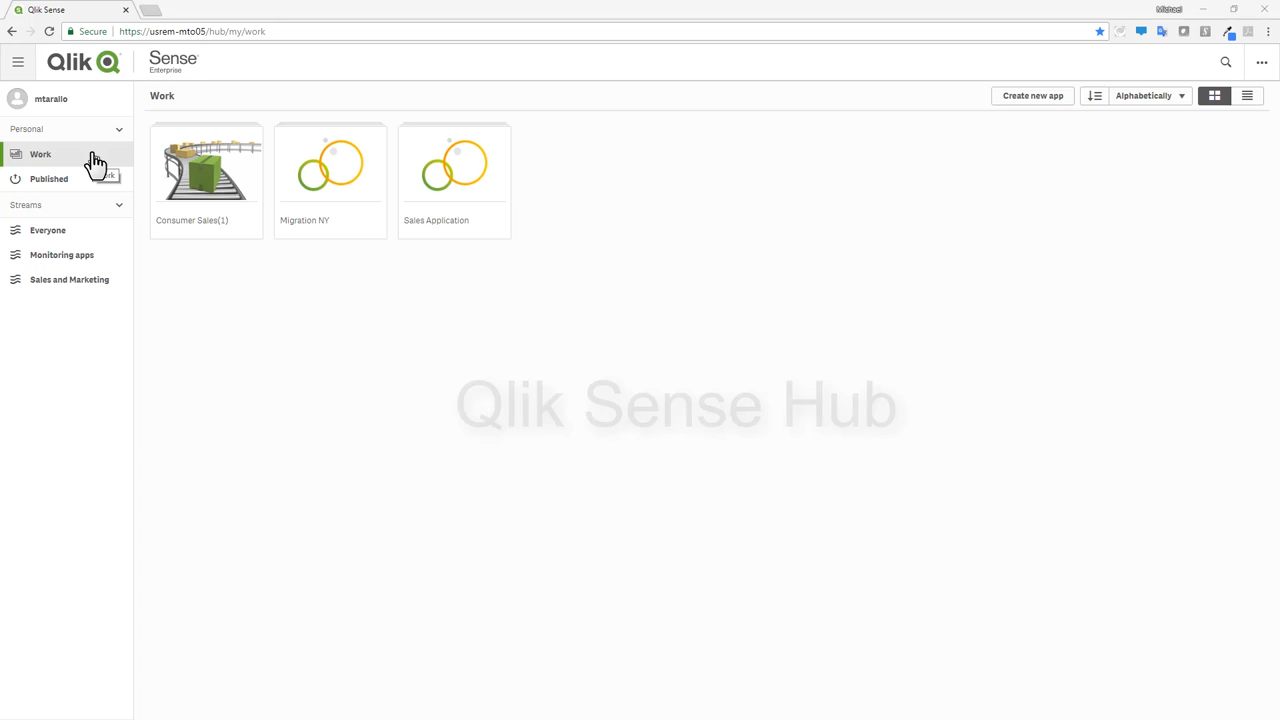 Qlik Sense
Michael
Secure
https://usrem-mto05/hub/my/work
Qlik
Sense
Enterprise
mtarallo
Work
Create new app
Alphabetically
Personal
Work
Published
Streams
Everyone
Monitoring apps
Sales and Marketing
Consumer Sales(1)
Migration NY
Sales Application
Qlik Sense Hub